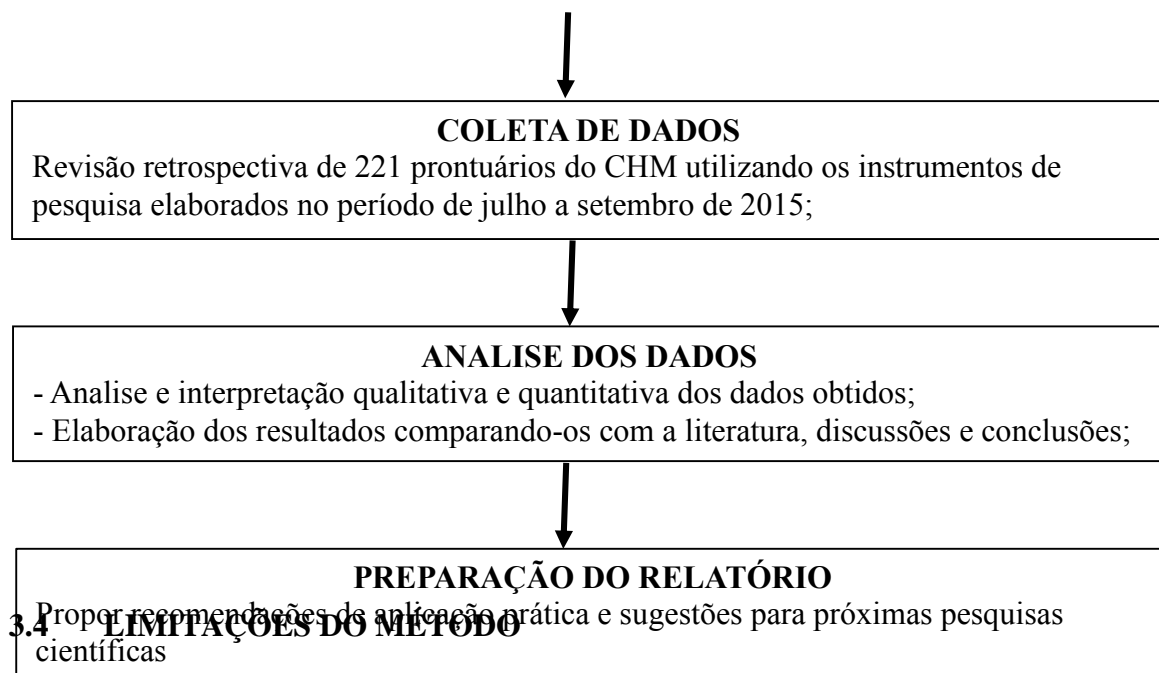 COLETA DE DADOS
Revisão retrospectiva de 221 prontuários do CHM utilizando os instrumentos de
pesquisa elaborados no período de julho a setembro de 2015;
ANALISE DOS DADOS
- Analise e interpretação qualitativa e quantitativa dos dados obtidos;
- Elaboração dos resultados comparando-os com a literatura, discussões e conclusões;
PREPARAÇÃO DO RELATÓRIO
Propor recomendações de aplicação prática e sugestões para próximas pesquisas
3.4 LIMITAÇÕES DO MÉTODO
científicas